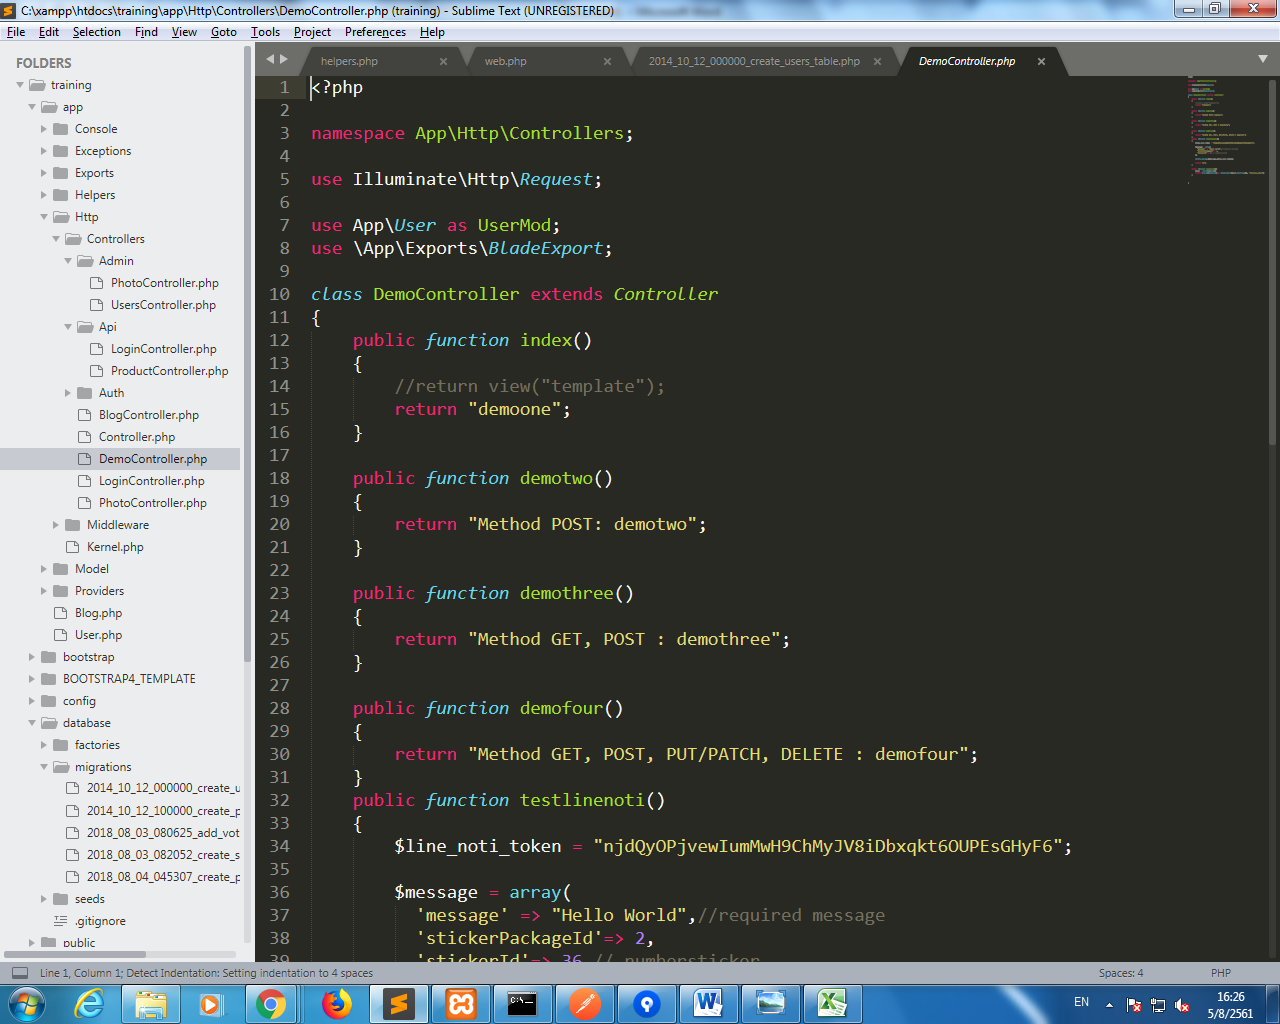 C:\xampp\htdocs\training\app\Http\Controllers\DemoController.php (training) - Sublime Text (UNREGISTERED)
File Edit Selection Find View Goto Tools Project Preferences Help
FOLDERS
training
app
Console
Exceptions
Exports
Helpers
Http
Controllers
Admin
PhotoController.php
UsersController.php
Api
LoginController.php
ProductController.php
Auth
BlogController.php
Controller.php
DemoController.php
LoginController.php
PhotoController.php
Middleware
Kernel.php
Model
Providers
Blog.php
User.php
bootstrap
BOOTSTRAP4_TEMPLATE
config
database
factories
migrations
2014_10_12_000000_create_u
2014_10_12_100000_create_p
2018_08_03_080625_add_vot
2018_08_03_082052_create_s
2018_08_04_045307_create_p
seeds
.gitignore
public
helpers.php web.php 2014_10_12_000000_create_users_table.php DemoController.php
1 <?php
2
3 namespace App\Http\Controllers;
4
5 use Illuminate\Http\Request;
6
7 use App\User as UserMod;
8 use \App\Exports\BladeExport;
9
10 class DemoController extends Controller
11 {
12 public function index()
13 {
14 //return view("template");
15 return "demoone";
16 }
17
18 public function demotwo()
19 {
20 return "Method POST: demotwo";
21 }
22
23 public function demothree()
24 {
25 return "Method GET, POST : demothree";
26 }
27
28 public function demofour()
29 {
30 return "Method GET, POST, PUT/PATCH, DELETE : demofour";
31 }
32 public function testlinenoti()
33 {
34 $line_noti_token = "njdQyOPjvewIumMwH9ChMyJV8iDbxqkt6OUPEsGHyF6";
35
36 $message = array(
37 'message' => "Hello World",//required message
38 'stickerPackageId'=> 2,
39 'stickerId'=> 36,// numbersticker
Line 1, Column 1; Detect Indentation: Setting indentation to 4 spaces
Spaces: 4 PHP
EN
16:26
5/8/2561